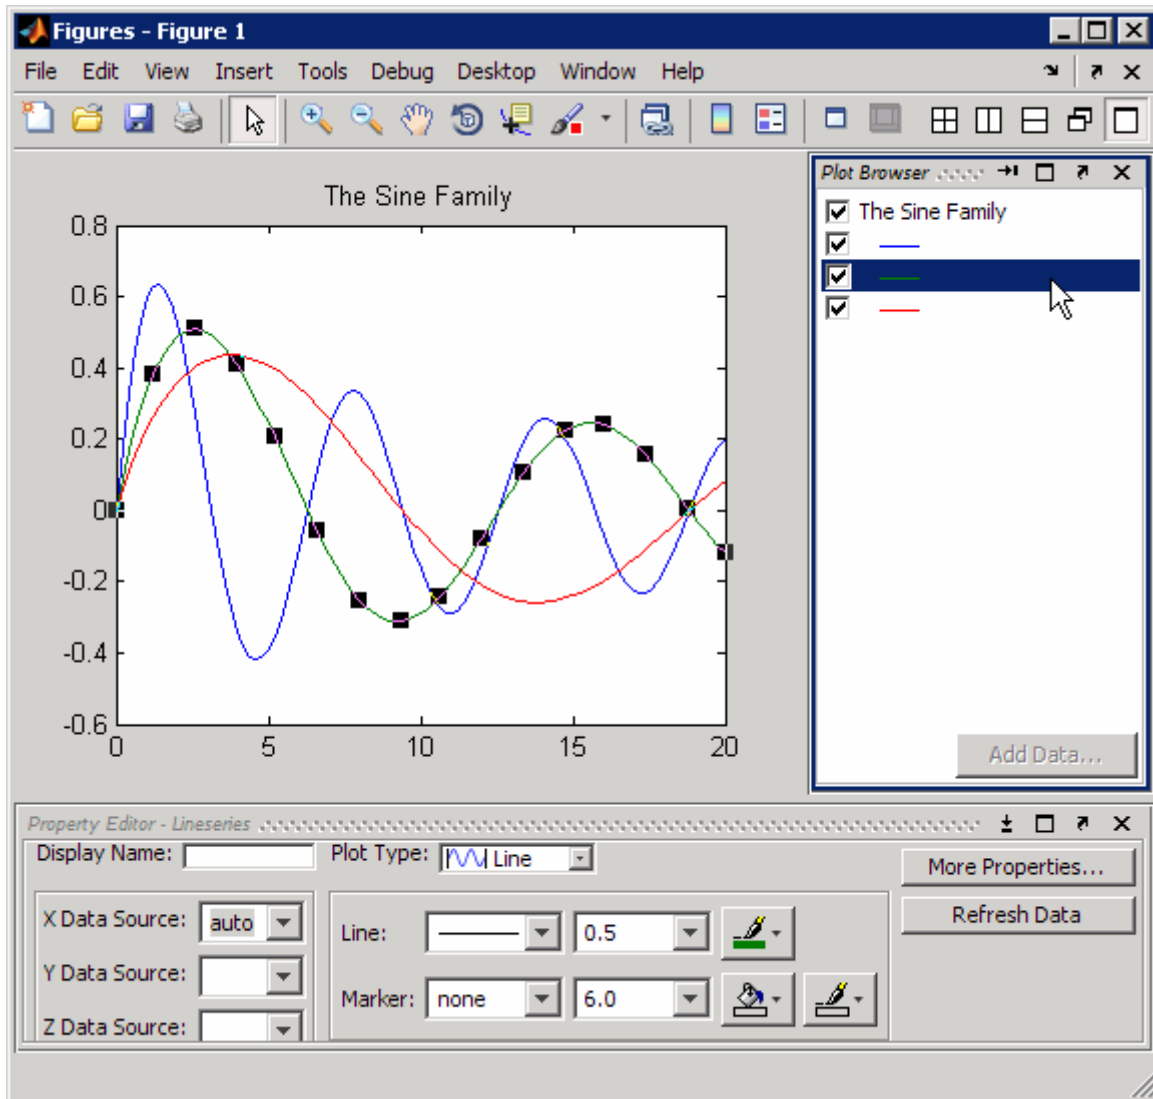 Figures - Figure 1
File Edit View Insert Tools Debug Desktop Window Help
The Sine Family
0.8
0.6
0.4
0.2
0
-0.2
-0.4
-0.6
0 5 10 15 20
Plot Browser
The Sine Family
Add Data...
Property Editor - Lineseries
Display Name: Plot Type: Line
More Properties...
X Data Source: auto
Line: 0.5
Refresh Data
Y Data Source:
Marker: none 6.0
Z Data Source: